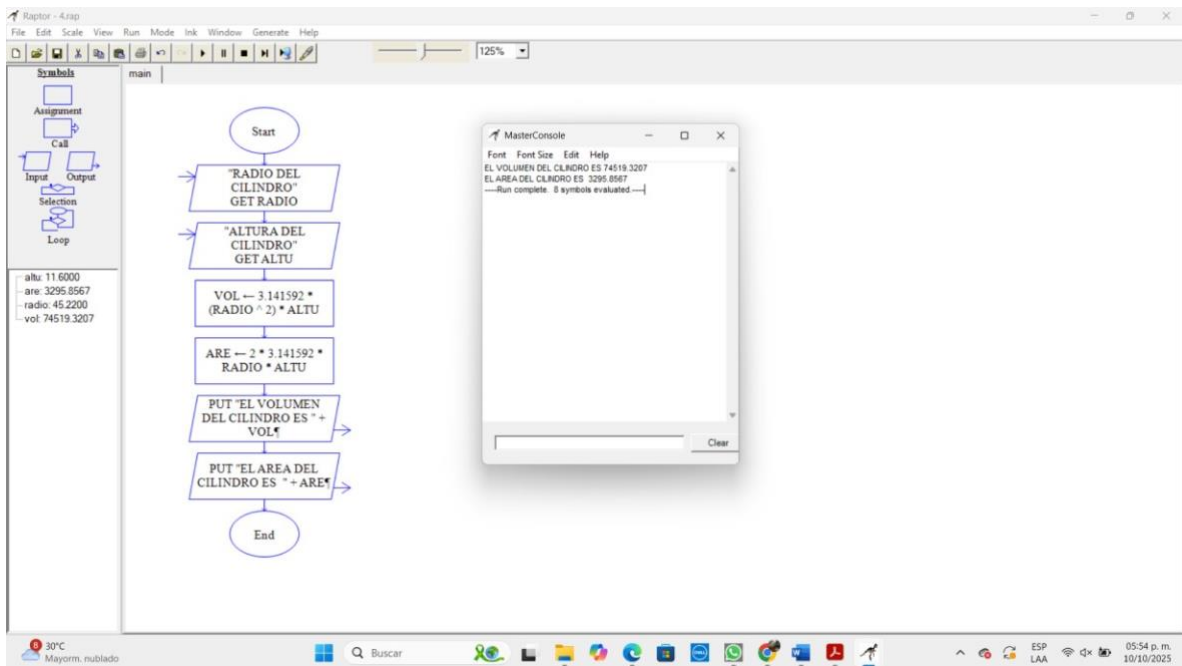 Raptor - 4.rap
File Edit Scale View Run Mode Ink Window Generate Help
125%
Symbols
Assignment
Call
Input Output
Selection
Loop
altu: 11.6000
are: 3295.8567
radio: 45.2200
vol: 74519.3207
main
Start
"RADIO DEL
CILINDRO"
GET RADIO
"ALTURA DEL
CILINDRO"
GET ALTU
VOL ← 3.141592 *
(RADIO ^ 2) * ALTU
ARE ← 2 * 3.141592 *
RADIO * ALTU
PUT "EL VOLUMEN
DEL CILINDRO ES " +
VOL¶
PUT "EL AREA DEL
CILINDRO ES " + ARE¶
End
MasterConsole
Font Font Size Edit Help
EL VOLUMEN DEL CILINDRO ES 74519.3207
EL AREA DEL CILINDRO ES 3295.8567
----Run complete. 8 symbols evaluated.----
Clear
8
30°C
Mayorm. nublado
Buscar
ESP
LAA
05:54 p. m.
10/10/2025